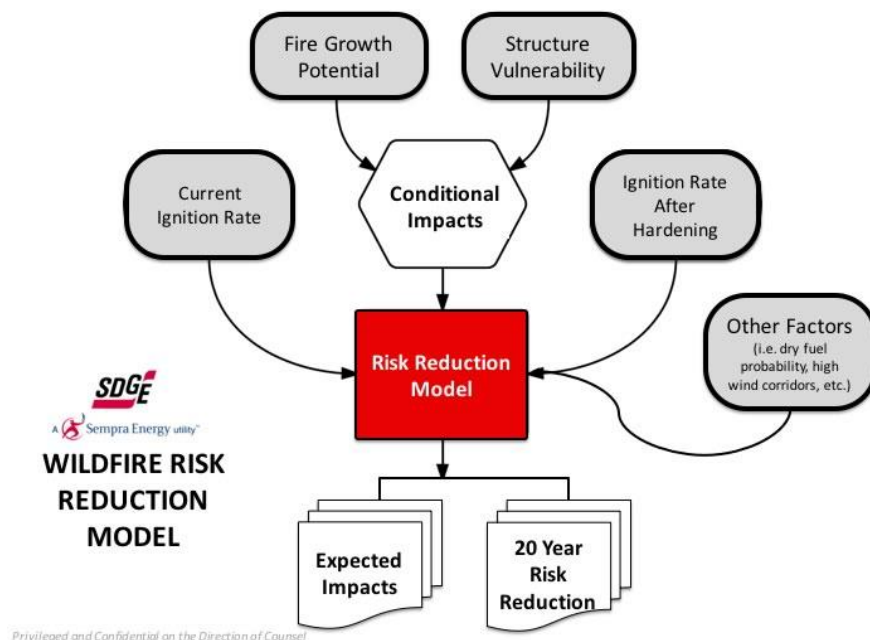 Fire Growth
Potential
Structure
Vulnerability
Current
Ignition Rate
Conditional
Impacts
Ignition Rate
After
Hardening
Other Factors
(i.e. dry fuel
probability, high
wind corridors, etc.)
Risk Reduction
Model
SDGE
A Sempra Energy utility™
WILDFIRE RISK
REDUCTION
MODEL
Expected
Impacts
20 Year
Risk
Reduction
Privileged and Confidential on the Direction of Counsel